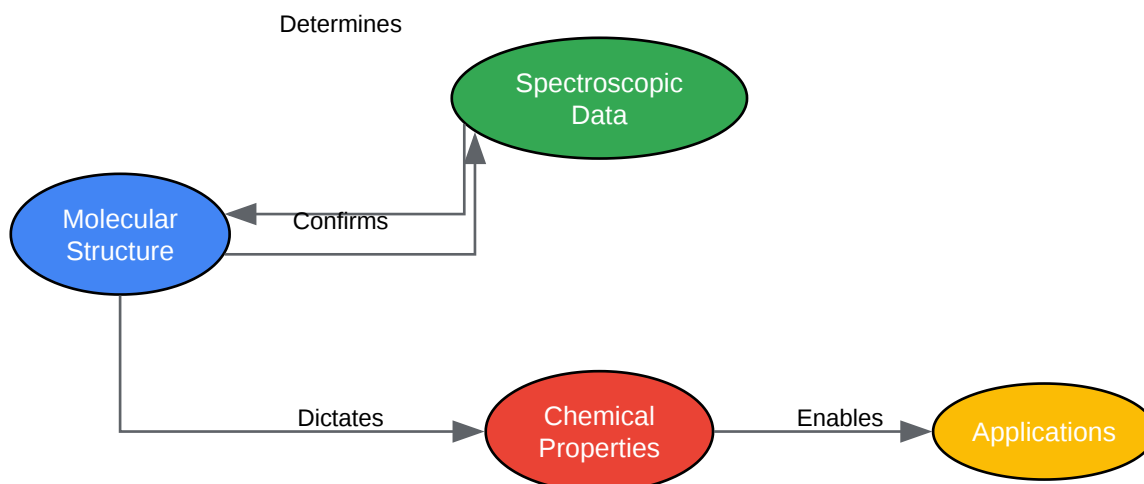 Determines
Spectroscopic
Data
Molecular
Structure
Confirms
Dictates
Chemical
Properties
Enables
Applications